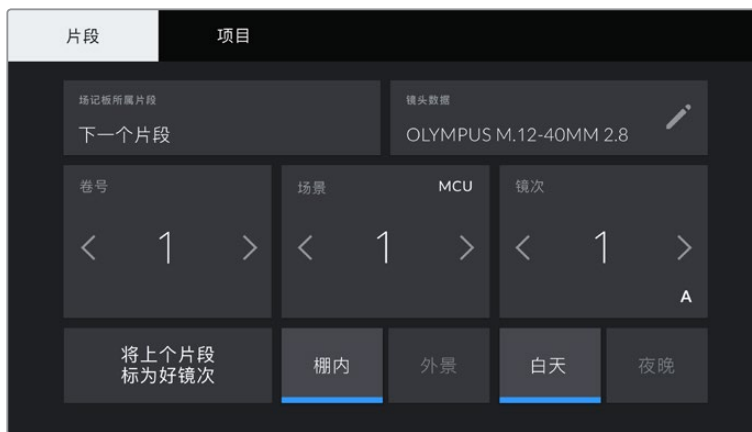 片段 项目
场记板所属片段 镜头数据
下一个片段 OLYMPUS M.12-40MM 2.8
卷号 场景 MCU 镜次
1 1 1
A
将上个片段
标为好镜次
棚内 外景 白天 夜晚